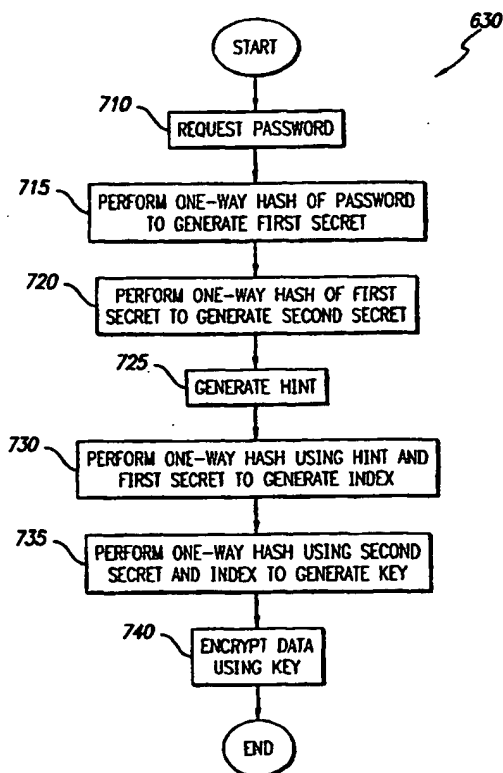 630
START
710
REQUEST PASSWORD
715
PERFORM ONE-WAY HASH OF PASSWORD
TO GENERATE FIRST SECRET
720
PERFORM ONE-WAY HASH OF FIRST
SECRET TO GENERATE SECOND SECRET
725
GENERATE HINT
730
PERFORM ONE-WAY HASH USING HINT AND
FIRST SECRET TO GENERATE INDEX
735
PERFORM ONE-WAY HASH USING SECOND
SECRET AND INDEX TO GENERATE KEY
740
ENCRYPT DATA
USING KEY
END